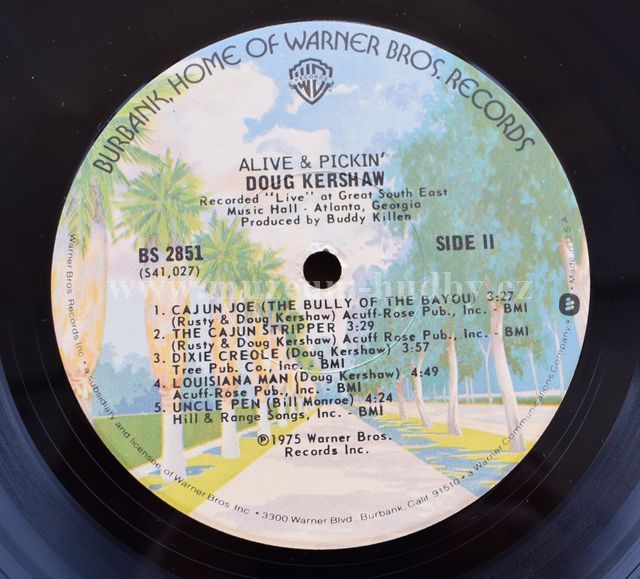 BURBANK, HOME OF WARNER BROS. RECORDS
RECORDS
ALIVE & PICKIN'
DOUG KERSHAW
Recorded "Live" at Great South East
Music Hall - Atlanta, Georgia
Produced by Buddy Killen
BS 2851
(S41,027)
SIDE II
www.muzeum-hudby.cz
1. CAJUN JOE (THE BULLY OF THE BAYOU) 3:27
(Rusty & Doug Kershaw) Acuff-Rose Pub., Inc. - BMI
2. THE CAJUN STRIPPER 3:29
(Rusty & Doug Kershaw) Acuff-Rose Pub., Inc. - BMI
3. DIXIE CREOLE (Doug Kershaw) 3:57
Tree Pub. Co., Inc. - BMI
4. LOUISIANA MAN (Doug Kershaw) 4:49
Acuff-Rose Pub., Inc. - BMI
5. UNCLE PEN (Bill Monroe) 4:24
Hill & Range Songs, Inc. - BMI
℗1975 Warner Bros.
Records Inc.
Warner Bros Records Inc. • a subsidiary and licensee of Warner Bros Inc • 3300 Warner Blvd., Burbank, Calif. 91510 • a Warner Communications Company. • Made in U.S.A.